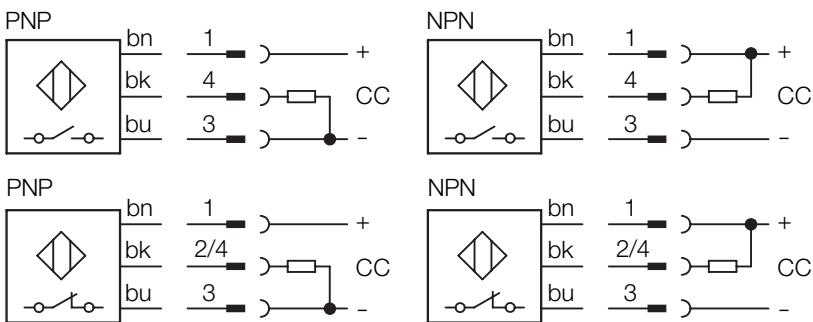 PNP NPN
bn 1 + bn 1 +
bk 4 CC bk 4 CC
bu 3 - bu 3 -
PNP NPN
bn 1 + bn 1 +
bk 2/4 CC bk 2/4 CC
bu 3 - bu 3 -